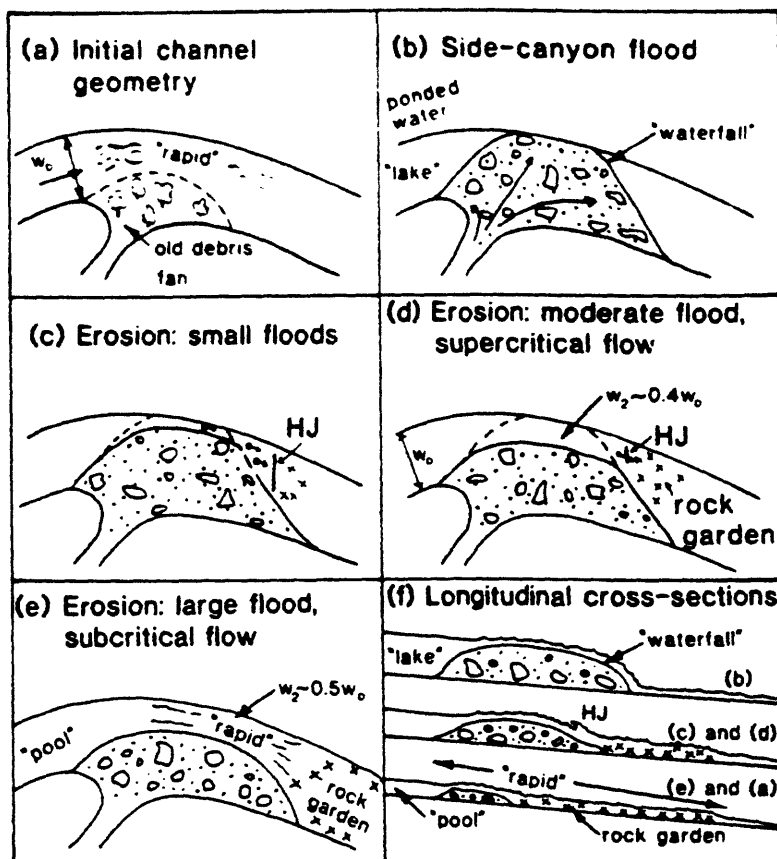 (a) Initial channel
geometry
w₀
"rapid"
old debris
fan
(b) Side-canyon flood
ponded
water
"waterfall"
"lake"
(c) Erosion: small floods
HJ
(d) Erosion: moderate flood,
supercritical flow
w₂~0.4w₀
w₀
HJ
rock
garden
(e) Erosion: large flood,
subcritical flow
w₂~0.5w₀
"rapid"
"pool"
rock
garden
(f) Longitudinal cross-sections
"waterfall"
"lake"
(b)
HJ
(c) and (d)
"rapid"
(e) and (a)
"pool"
rock garden